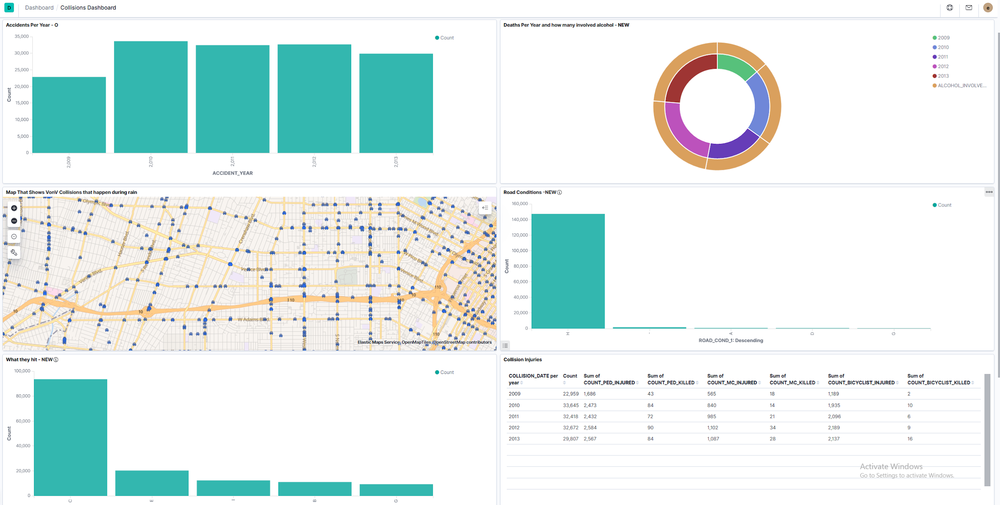 D Dashboard / Collisions Dashboard e
Accidents Per Year - O
35,000
30,000
25,000
20,000
15,000
10,000
5,000
0
Count
2,009
2,010
2,011
2,012
2,013
ACCIDENT_YEAR
Count
Deaths Per Year and how many involved alcohol - NEW
2009
2010
2011
2012
2013
ALCOHOL_INVOLVE...
Map That Shows VonV Collisions that happen during rain
Olympic Blvd.
Hauser Blvd.
S Redondo Blvd.
Crenshaw Blvd.
James M Wood Blvd.
W Pico Blvd.
W Olympic Blvd.
Venice Blvd.
Venice Blvd.
Venice Blvd.
Figueroa Street
I 10
10
10
10
110
110
W Adams Blvd.
Elastic Maps Service, OpenMapTiles, OpenStreetMap contributors
Road Conditions -NEW
160,000
140,000
120,000
100,000
80,000
60,000
40,000
20,000
0
Count
H
-
A
D
G
ROAD_COND_1: Descending
Count
What they hit - NEW
100,000
80,000
60,000
40,000
20,000
0
Count
C
E
I
B
G
Count
Collision Injuries
COLLISION_DATE per year Count Sum of COUNT_PED_INJURED Sum of COUNT_PED_KILLED Sum of COUNT_MC_INJURED Sum of COUNT_MC_KILLED Sum of COUNT_BICYCLIST_INJURED Sum of COUNT_BICYCLIST_KILLED
2009 22,959 1,686 43 565 18 1,189 2
2010 33,645 2,473 84 840 14 1,935 10
2011 32,418 2,432 72 985 21 2,096 6
2012 32,672 2,584 90 1,102 34 2,189 9
2013 29,807 2,567 84 1,087 28 2,137 16
Activate Windows
Go to Settings to activate Windows.